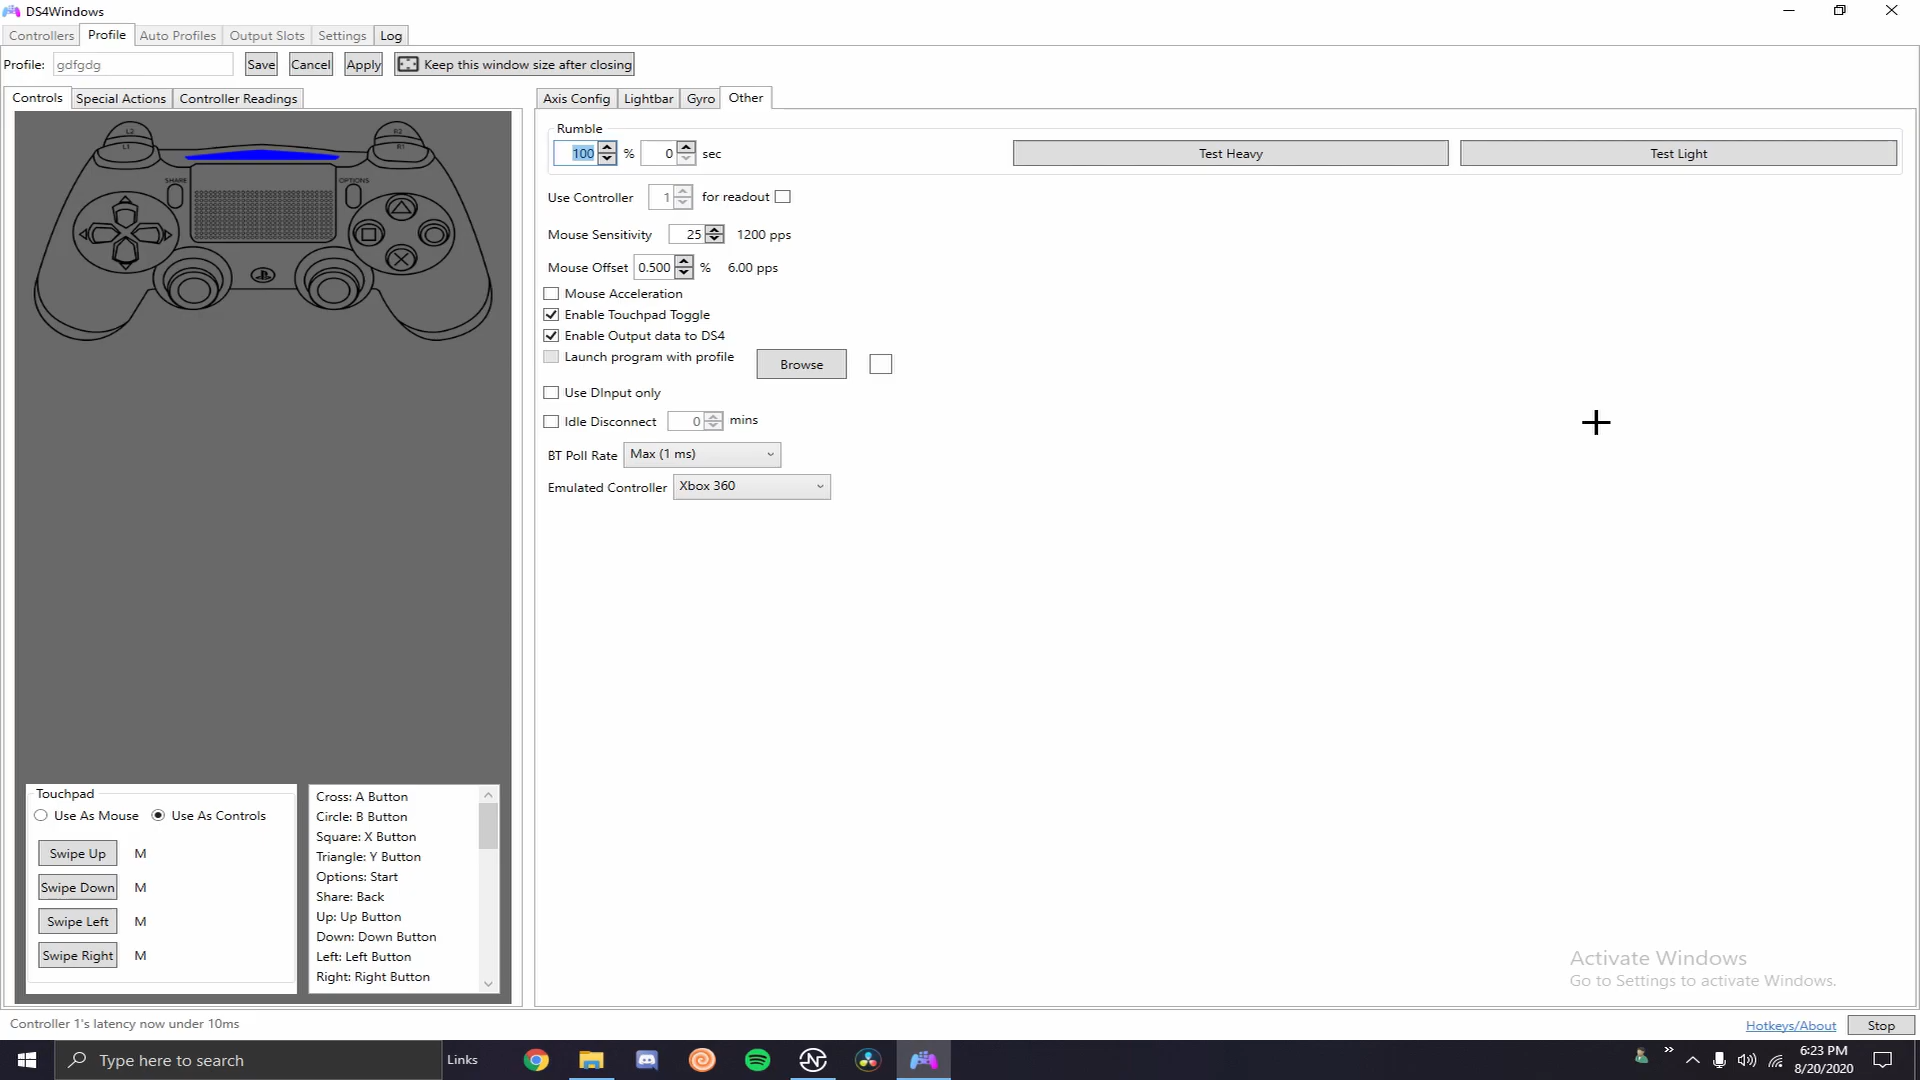 DS4Windows
Controllers Profile Auto Profiles Output Slots Settings Log
Profile: gdfgdg Save Cancel Apply Keep this window size after closing
Controls Special Actions Controller Readings
Axis Config Lightbar Gyro Other
L2 R2
L1 R1
SHARE OPTIONS
Rumble
100 % 0 sec Test Heavy Test Light
Use Controller 1 for readout
Mouse Sensitivity 25 1200 pps
Mouse Offset 0.500 % 6.00 pps
Mouse Acceleration
Enable Touchpad Toggle
Enable Output data to DS4
Launch program with profile Browse
Use DInput only
Idle Disconnect 0 mins
BT Poll Rate Max (1 ms)
Emulated Controller Xbox 360
Touchpad
Use As Mouse Use As Controls
Swipe Up M
Swipe Down M
Swipe Left M
Swipe Right M
Cross: A Button
Circle: B Button
Square: X Button
Triangle: Y Button
Options: Start
Share: Back
Up: Up Button
Down: Down Button
Left: Left Button
Right: Right Button
Activate Windows
Go to Settings to activate Windows.
Controller 1's latency now under 10ms
Hotkeys/About Stop
Type here to search Links
6:23 PM
8/20/2020